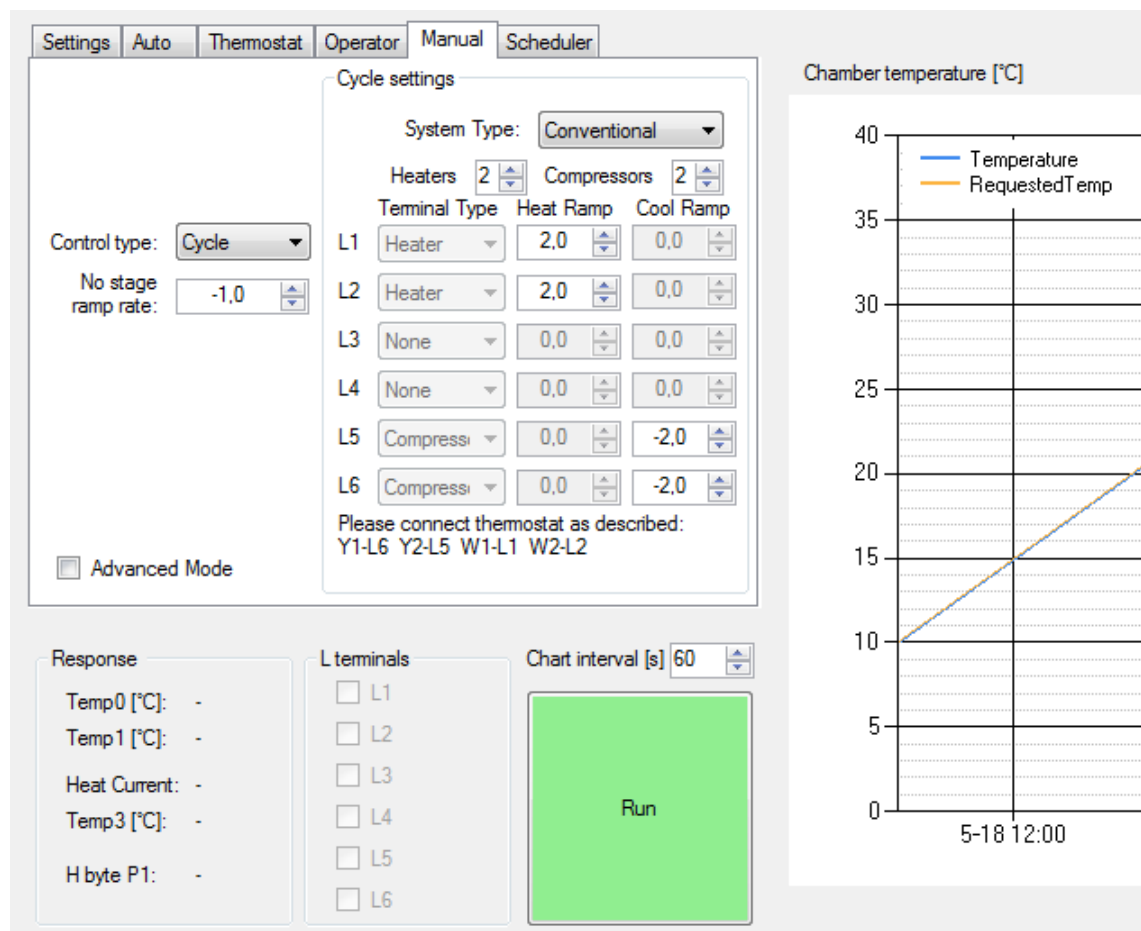 Settings Auto Thermostat Operator Manual Scheduler
Cycle settings
System Type: Conventional
Heaters 2 Compressors 2
Terminal Type Heat Ramp Cool Ramp
Control type: Cycle
No stage
ramp rate: -1,0
L1 Heater 2,0 0,0
L2 Heater 2,0 0,0
L3 None 0,0 0,0
L4 None 0,0 0,0
L5 Compress 0,0 -2,0
L6 Compress 0,0 -2,0
Please connect thermostat as described:
Y1-L6 Y2-L5 W1-L1 W2-L2
Advanced Mode
Response
Temp0 [°C]: -
Temp1 [°C]: -
Heat Current: -
Temp3 [°C]: -
H byte P1: -
L terminals
L1
L2
L3
L4
L5
L6
Chart interval [s] 60
Run
Chamber temperature [°C]
Temperature
RequestedTemp
40
35
30
25
20
15
10
5
0
5-18 12:00